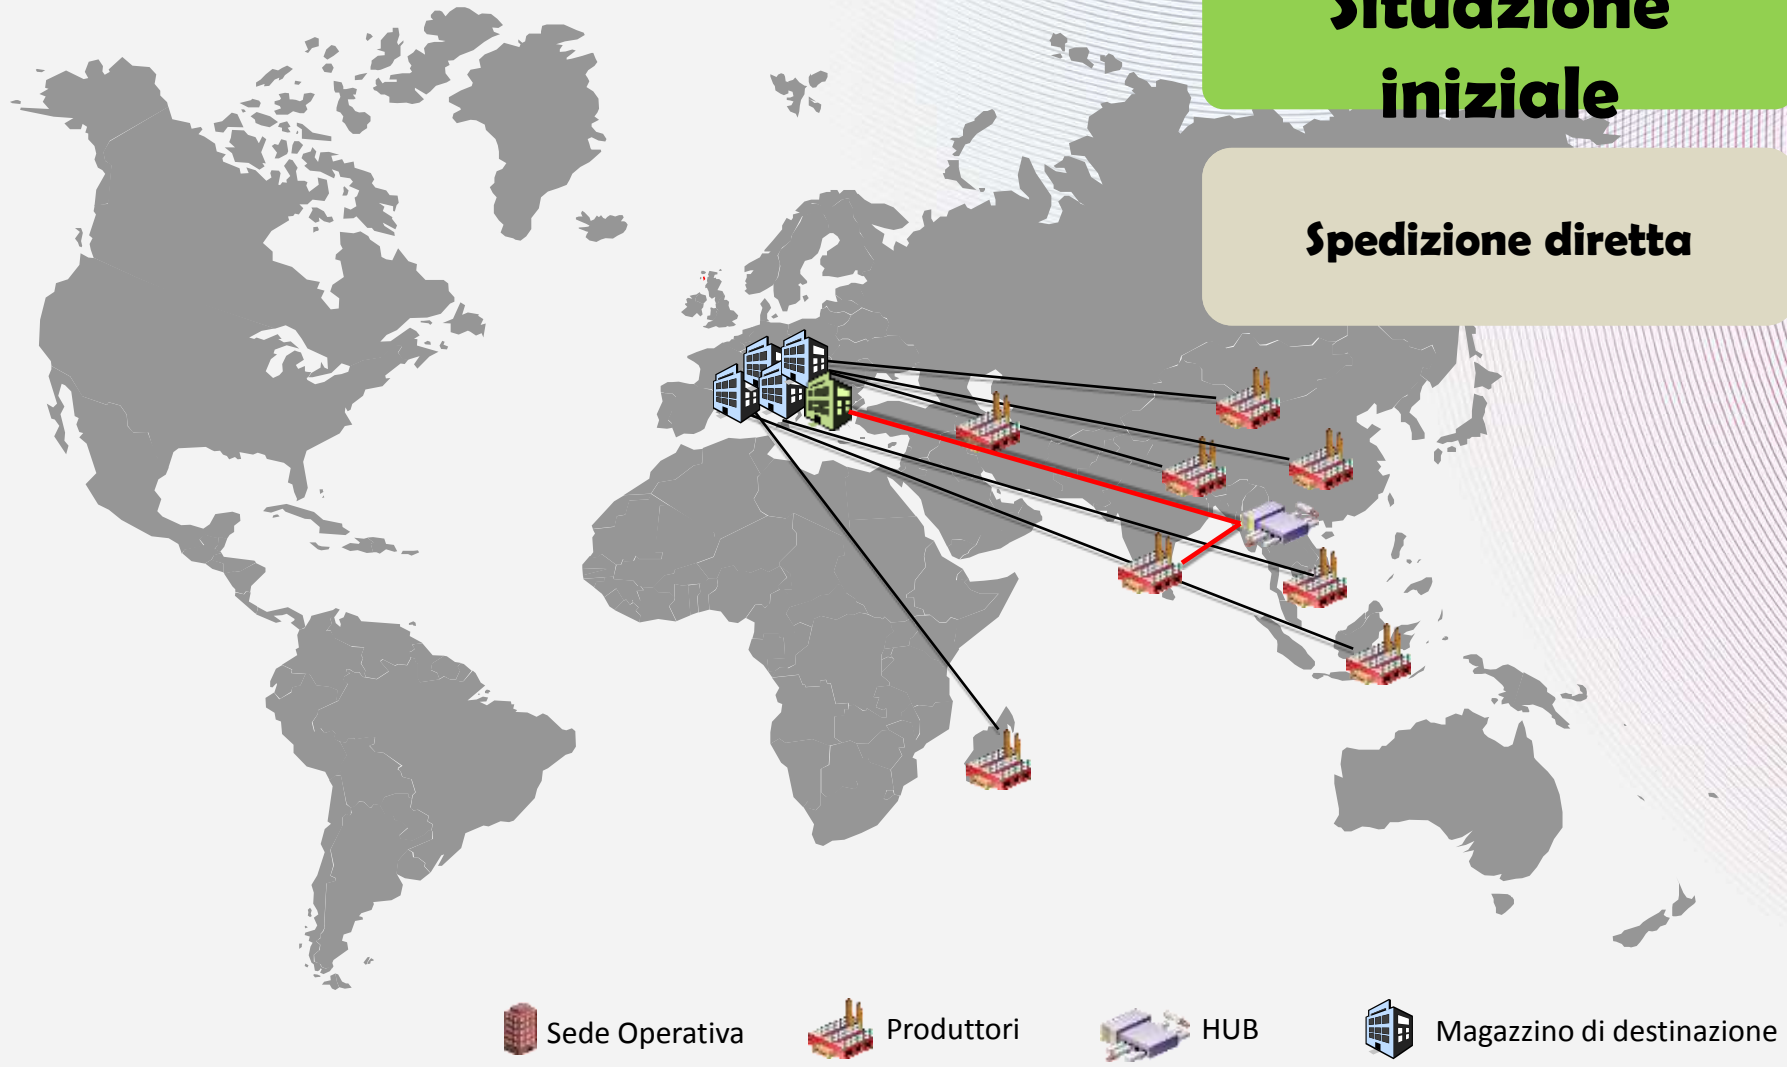 Situazione
iniziale
Spedizione diretta
Sede Operativa
Produttori
HUB
Magazzino di destinazione